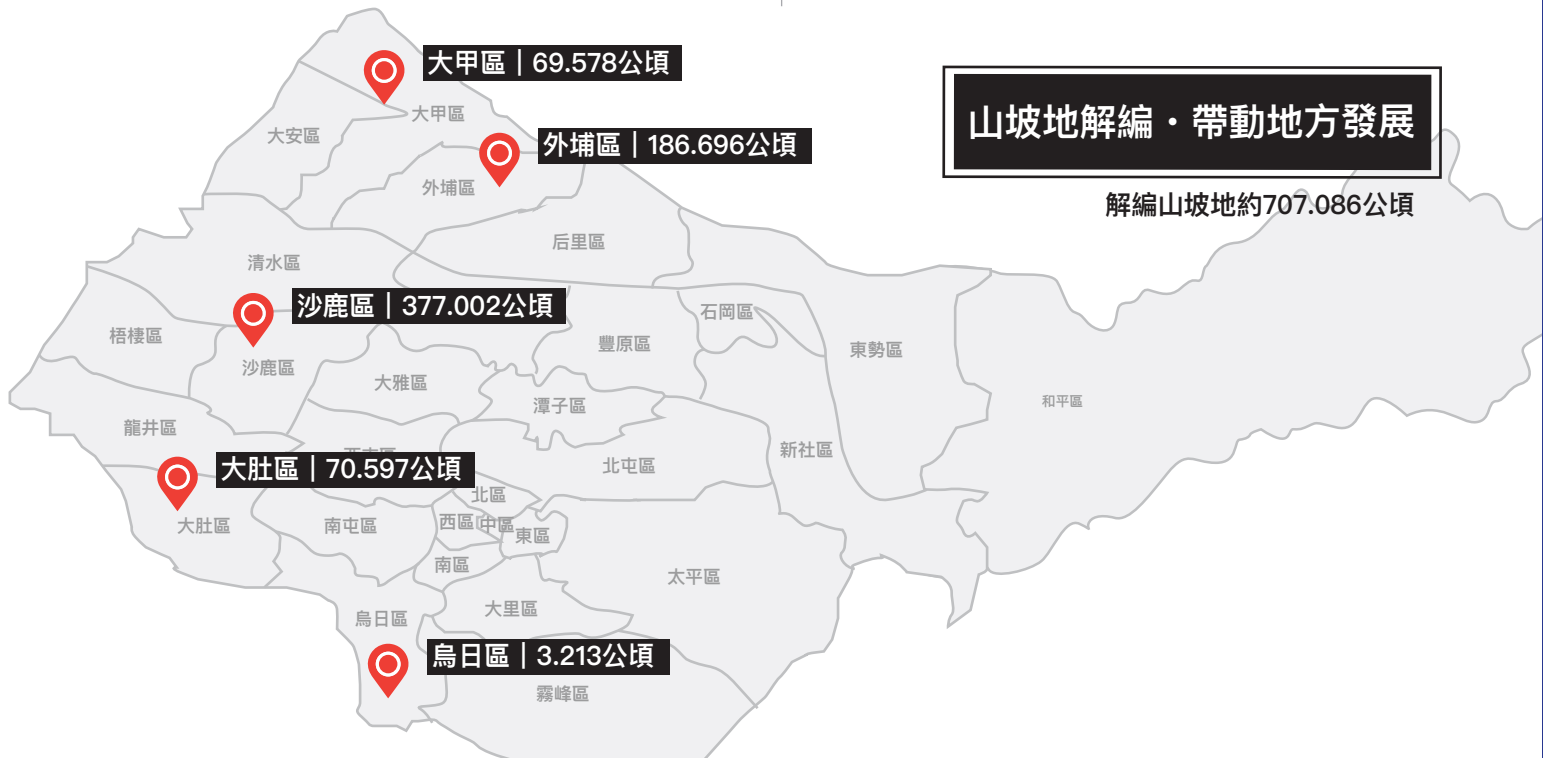 大甲區｜69.578公頃
山坡地解編・帶動地方發展
大甲區
大安區
外埔區｜186.696公頃
外埔區
解編山坡地約707.086公頃
后里區
清水區
沙鹿區｜377.002公頃
石岡區
梧棲區
豐原區
東勢區
沙鹿區
大雅區
和平區
潭子區
龍井區
新社區
大肚區｜70.597公頃
北屯區
北區
大肚區
南屯區
西區
中區
東區
南區
太平區
大里區
烏日區
烏日區｜3.213公頃
霧峰區